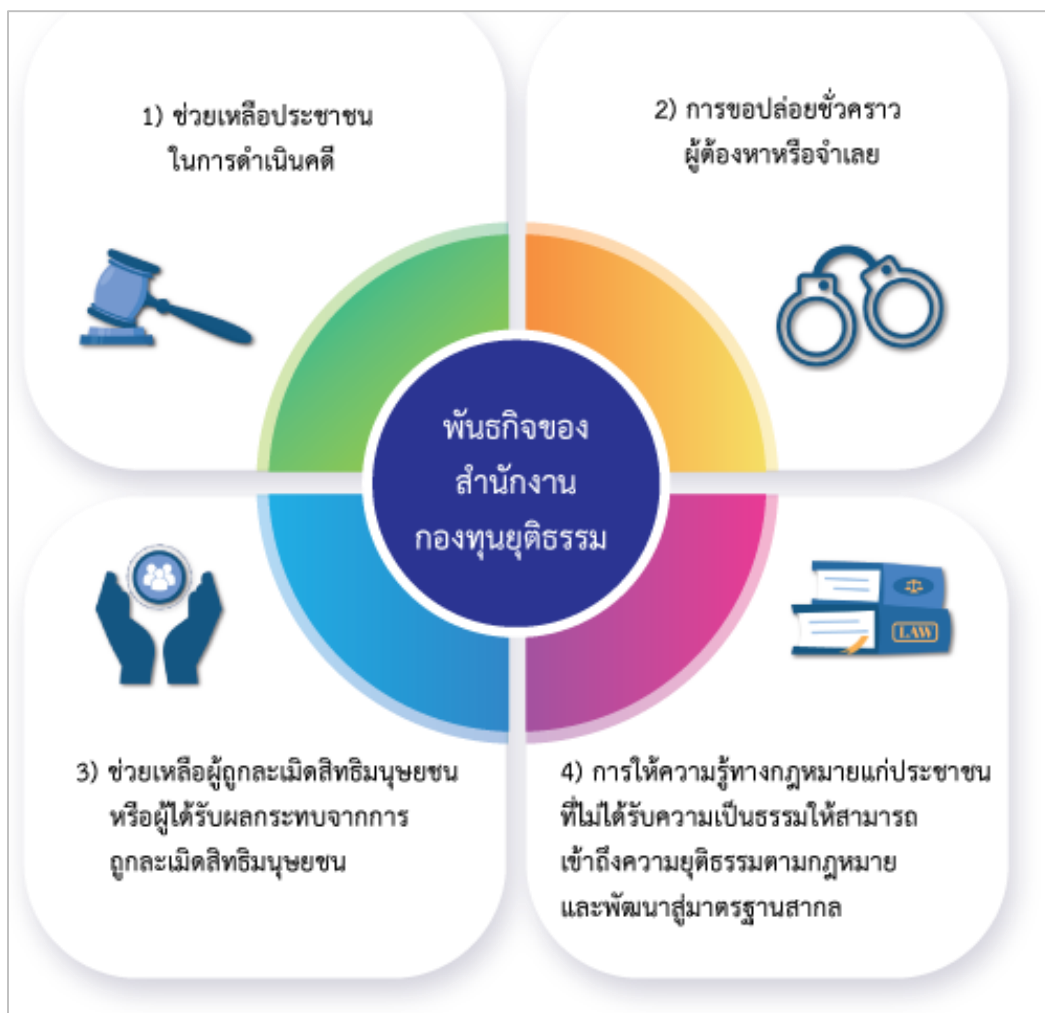 1) ช่วยเหลือประชาชน
ในการดำเนินคดี
2) การขอปล่อยชั่วคราว
ผู้ต้องหาหรือจำเลย
พันธกิจของ
สำนักงาน
กองทุนยุติธรรม
LAW
3) ช่วยเหลือผู้ถูกละเมิดสิทธิมนุษยชน
หรือผู้ได้รับผลกระทบจากการ
ถูกละเมิดสิทธิมนุษยชน
4) การให้ความรู้ทางกฎหมายแก่ประชาชน
ที่ไม่ได้รับความเป็นธรรมให้สามารถ
เข้าถึงความยุติธรรมตามกฎหมาย
และพัฒนาสู่มาตรฐานสากล